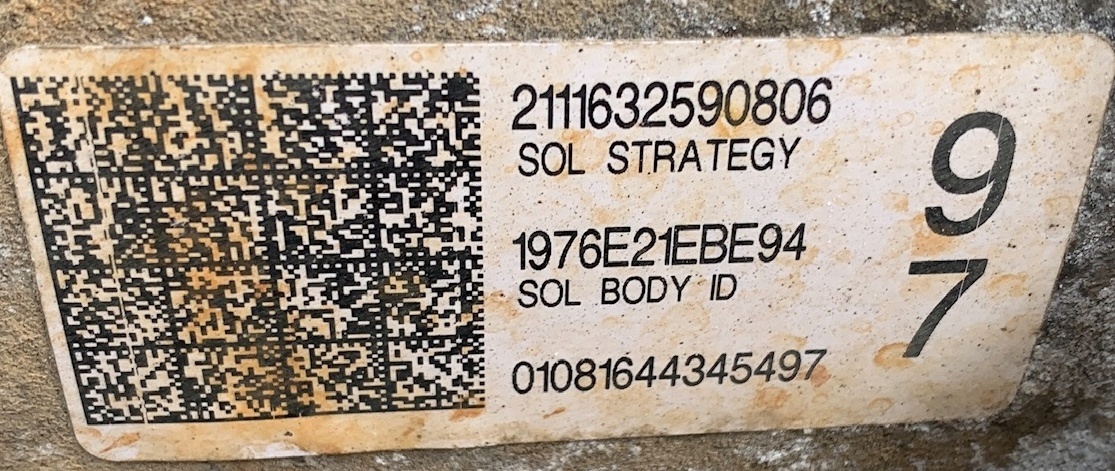 2111632590806
SOL STRATEGY
1976E21EBE94
SOL BODY ID
01081644345497
9
7